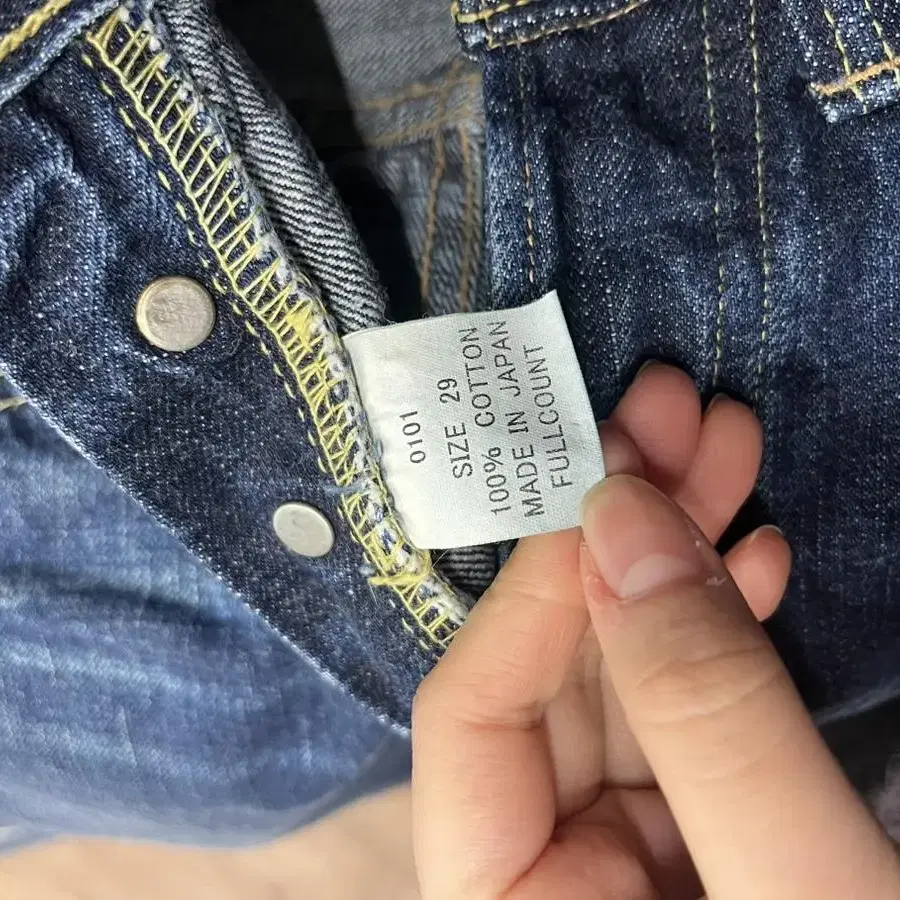 0101
SIZE 29
100% COTTON
MADE IN JAPAN
FULLCOUNT